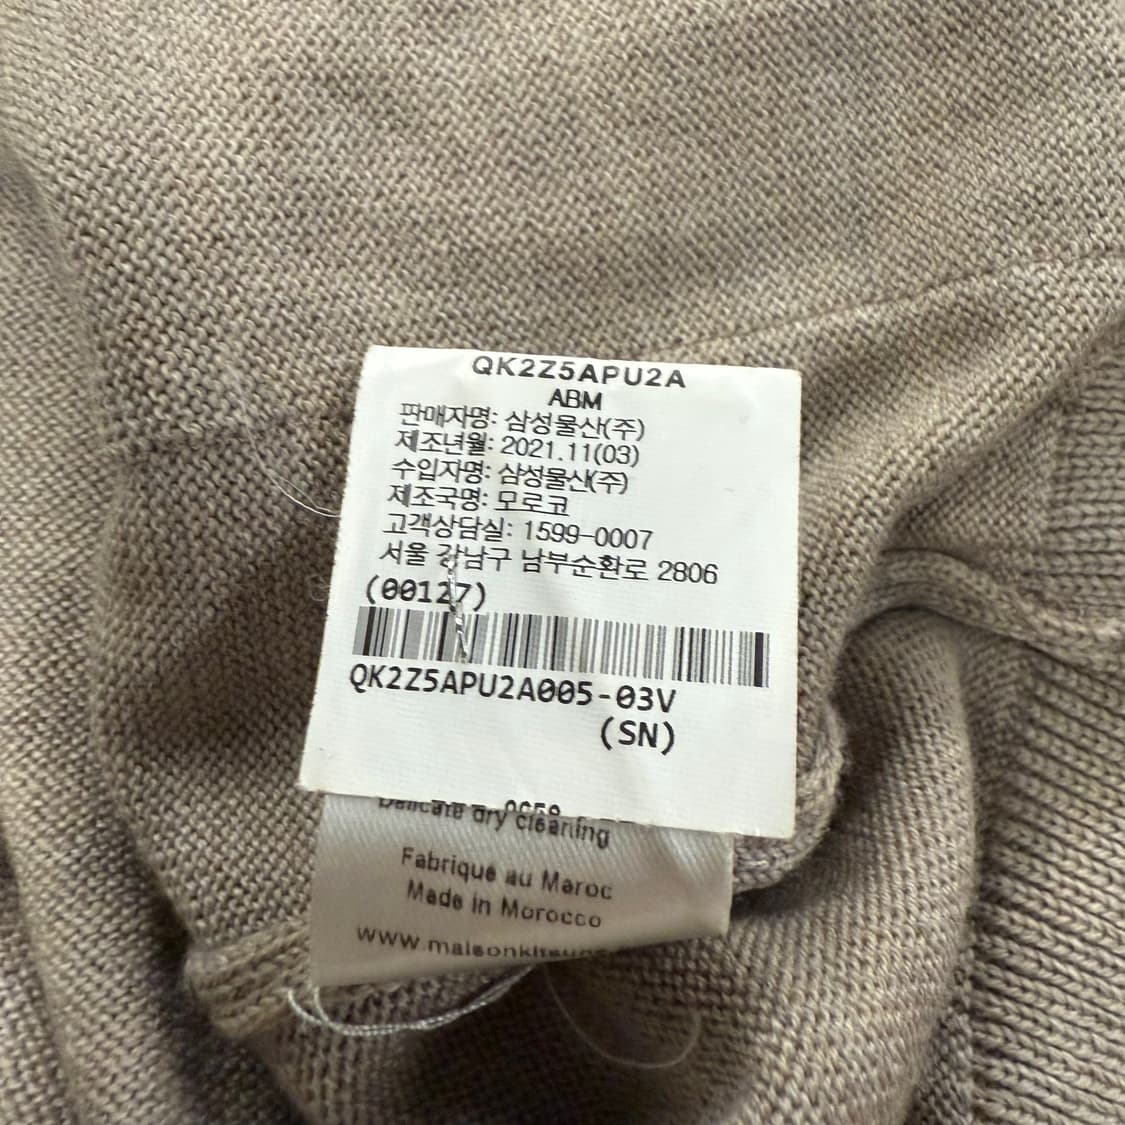 QK2Z5APU2A
ABM
판매자명: 삼성물산(주)
제조년월: 2021.11(03)
수입자명: 삼성물산(주)
제조국명: 모로코
고객상담실: 1599-0007
서울 강남구 남부순환로 2806
(00127)
QK2Z5APU2A005-03V
(SN)
Delicate dry cleaning
Fabriqué au Maroc
Made in Morocco
www.maisonkitsun